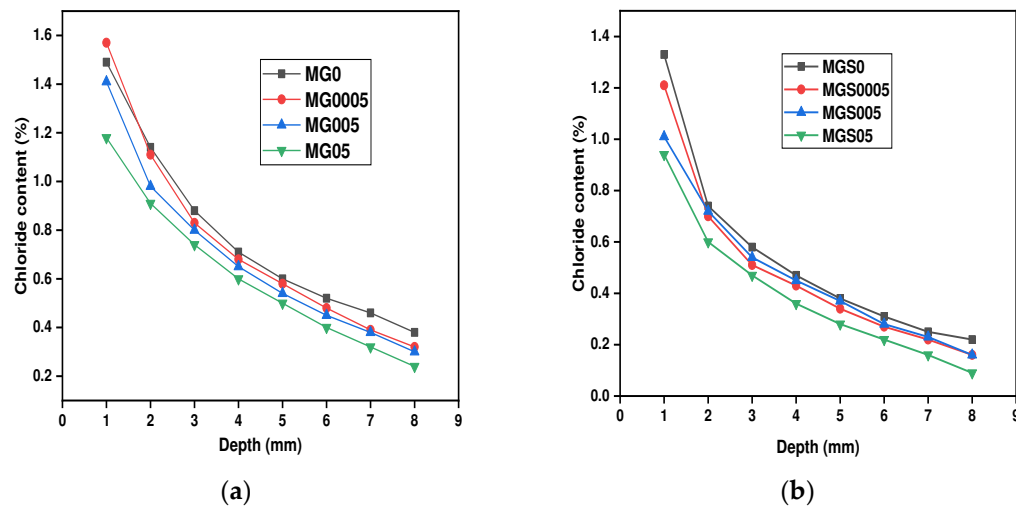 1.6
1.4
1.2
1.0
0.8
0.6
0.4
0.2
Chloride content (%)
MG0
MG0005
MG005
MG05
0 1 2 3 4 5 6 7 8 9
Depth (mm)
(a)
1.4
1.2
1.0
0.8
0.6
0.4
0.2
0.0
Chloride content (%)
MGS0
MGS0005
MGS005
MGS05
0 1 2 3 4 5 6 7 8 9
Depth (mm)
(b)